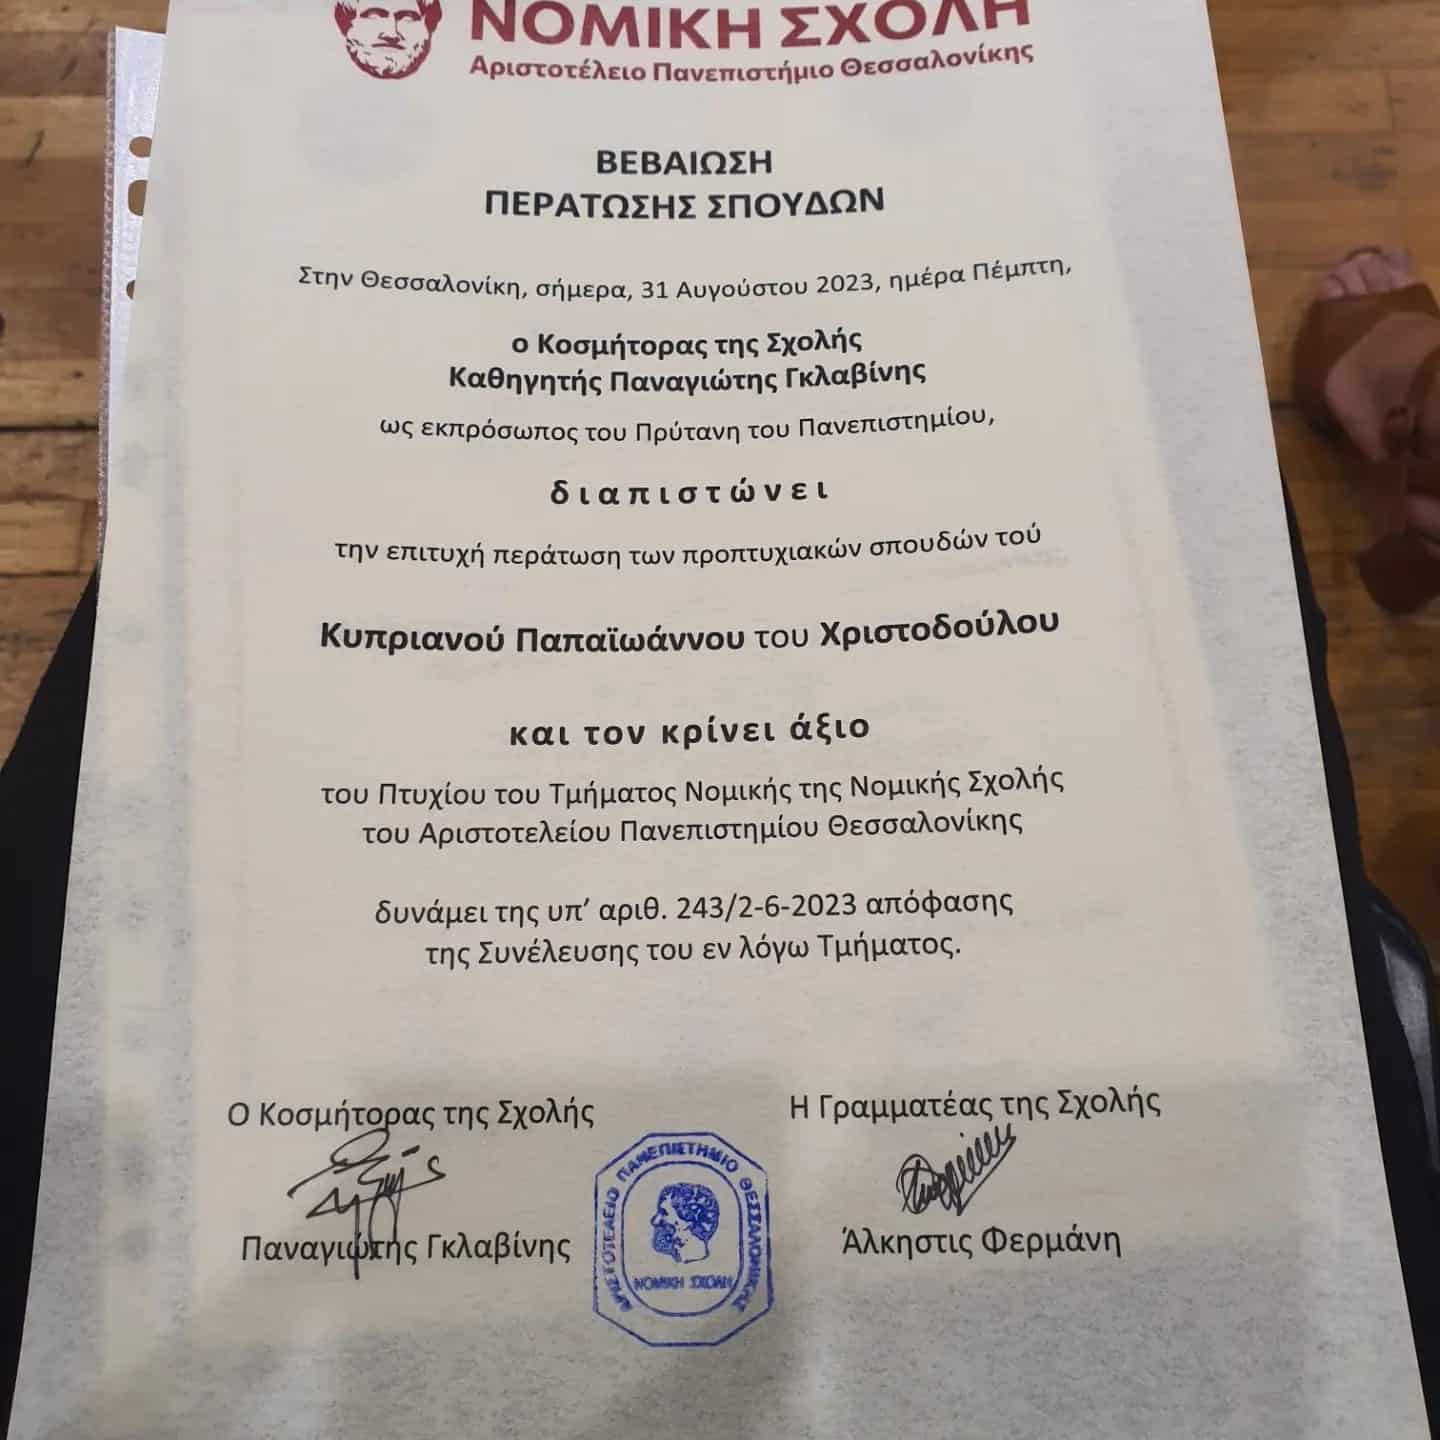 ΝΟΜΙΚΗ ΣΧΟΛΗ
Αριστοτέλειο Πανεπιστήμιο Θεσσαλονίκης
ΒΕΒΑΙΩΣΗ
ΠΕΡΑΤΩΣΗΣ ΣΠΟΥΔΩΝ
Στην Θεσσαλονίκη, σήμερα, 31 Αυγούστου 2023, ημέρα Πέμπτη,
ο Κοσμήτορας της Σχολής
Καθηγητής Παναγιώτης Γκλαβίνης
ως εκπρόσωπος του Πρύτανη του Πανεπιστημίου,
διαπιστώνει
την επιτυχή περάτωση των προπτυχιακών σπουδών τού
Κυπριανού Παπαϊωάννου του Χριστοδούλου
και τον κρίνει άξιο
του Πτυχίου του Τμήματος Νομικής της Νομικής Σχολής
του Αριστοτελείου Πανεπιστημίου Θεσσαλονίκης
δυνάμει της υπ’ αριθ. 243/2-6-2023 απόφασης
της Συνέλευσης του εν λόγω Τμήματος.
Ο Κοσμήτορας της Σχολής
Παναγιώτης Γκλαβίνης
Η Γραμματέας της Σχολής
Άλκηστις Φερμάνη
ΑΡΙΣΤΟΤΕΛΕΙΟ ΠΑΝΕΠΙΣΤΗΜΙΟ ΘΕΣΣΑΛΟΝΙΚΗΣ
ΝΟΜΙΚΗ ΣΧΟΛΗ